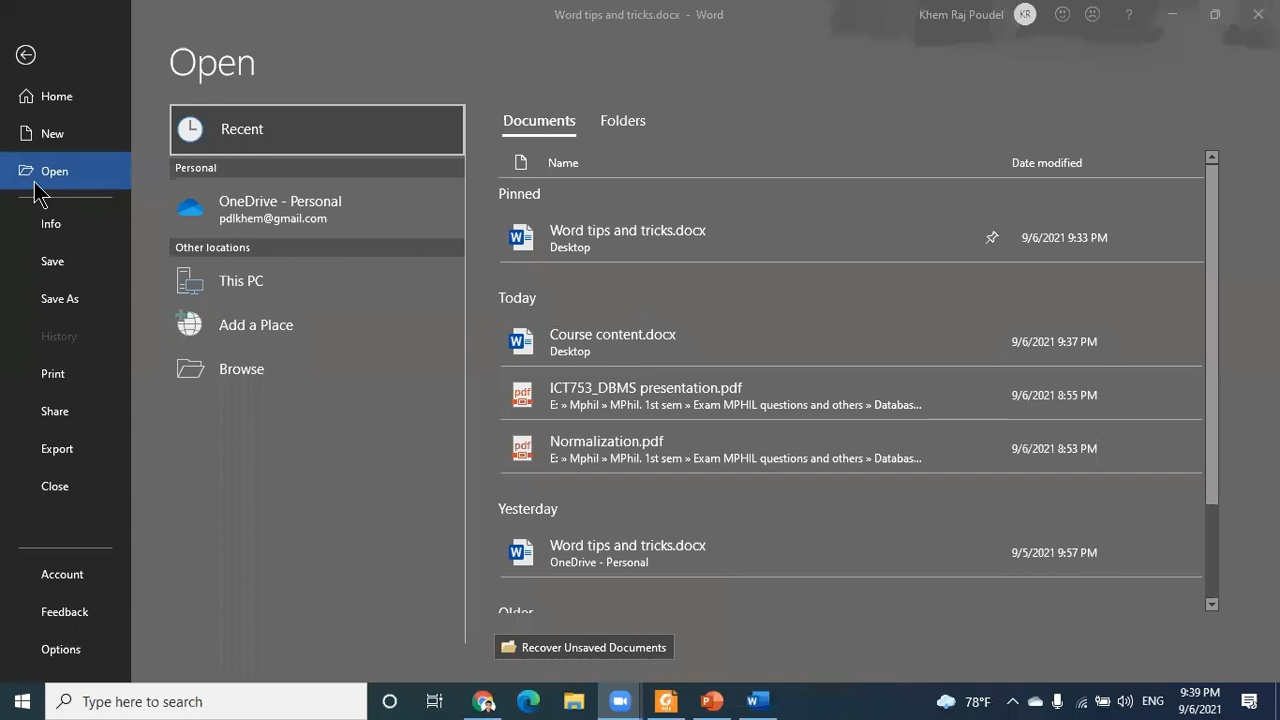 Word tips and tricks.docx - Word
Khem Raj Poudel
KR
?
Home
New
Open
Info
Save
Save As
History
Print
Share
Export
Close
Account
Feedback
Options
Open
Recent
Personal
OneDrive - Personal
pdlkhem@gmail.com
Other locations
This PC
Add a Place
Browse
Documents
Folders
Name
Date modified
Pinned
Word tips and tricks.docx
Desktop
9/6/2021 9:33 PM
Today
Course content.docx
Desktop
9/6/2021 9:37 PM
pdf
ICT753_DBMS presentation.pdf
E: » Mphil » MPhil. 1st sem » Exam MPHIL questions and others » Databas...
9/6/2021 8:55 PM
pdf
Normalization.pdf
E: » Mphil » MPhil. 1st sem » Exam MPHIL questions and others » Databas...
9/6/2021 8:53 PM
Yesterday
Word tips and tricks.docx
OneDrive - Personal
9/5/2021 9:57 PM
Older
Recover Unsaved Documents
Type here to search
78°F
ENG
9:39 PM
9/6/2021